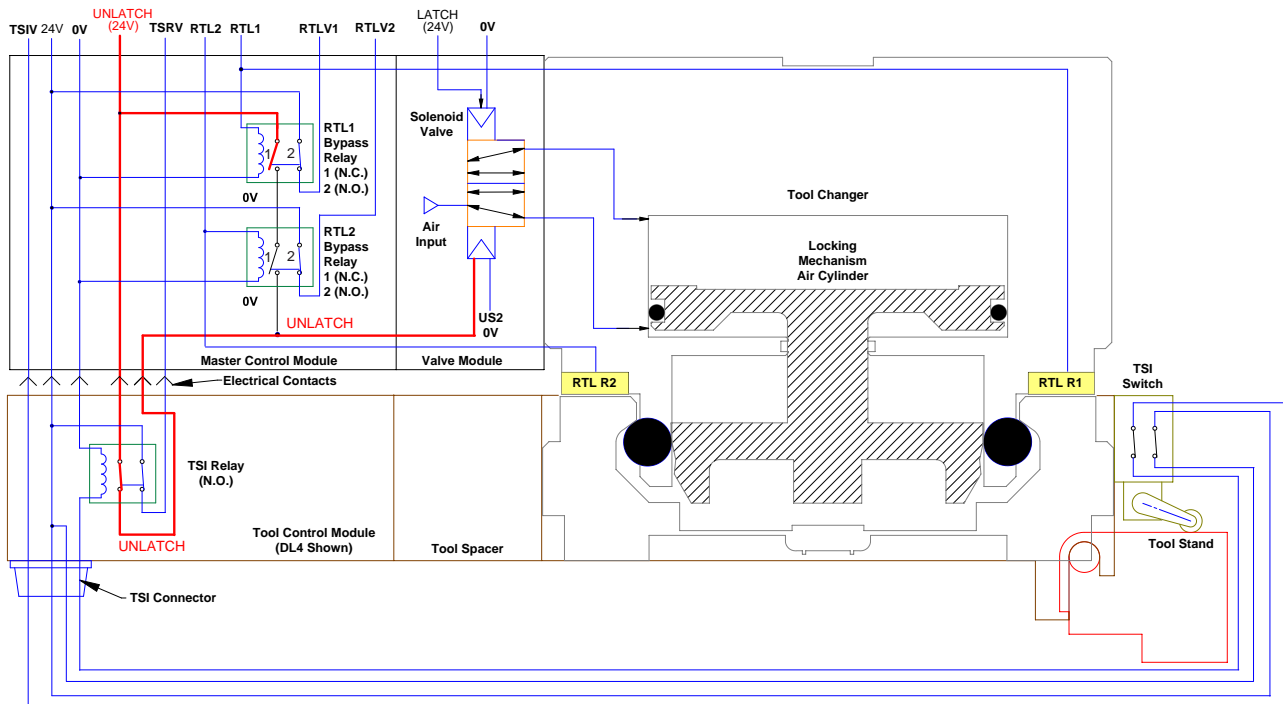 TSIV 24V 0V UNLATCH (24V) TSRV RTL2 RTL1 RTLV1 RTLV2 LATCH (24V) 0V
Solenoid
Valve
RTL1
Bypass
Relay
1 (N.C.)
2 (N.O.)
1 2
0V
Air
Input
RTL2
Bypass
Relay
1 (N.C.)
2 (N.O.)
1 2
0V
UNLATCH
US2
0V
Tool Changer
Locking
Mechanism
Air Cylinder
Master Control Module
Valve Module
Electrical Contacts
RTL R2
RTL R1
TSI
Switch
TSI Relay
(N.O.)
UNLATCH
Tool Control Module
(DL4 Shown)
Tool Spacer
Tool Stand
TSI Connector